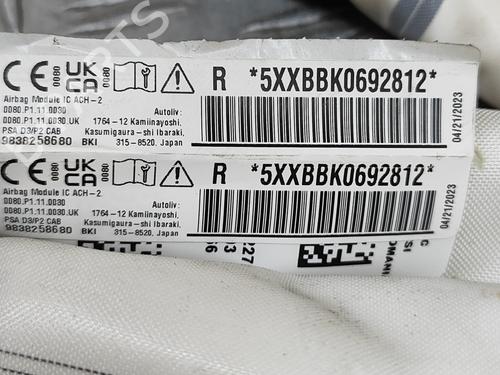 CE 0080 UK CA 0080 R *5XXBBK0692812*
Airbag Module IC ACH-2
0080.P1.11.0030 Autoliv:
0080.P1.11.0030.UK 1764-12 Kamiinayoshi,
PSA D3/P2 CAB Kasumigaura-shi Ibaraki,
9838258680 BKI 315-8520, Japan
04/21/2023
CE 0080 UK CA 0080 R *5XXBBK0692812*
Airbag Module IC ACH-2
0080.P1.11.0030 Autoliv:
0080.P1.11.0030.UK 1764-12 Kamiinayoshi,
PSA D3/P2 CAB Kasumigaura-shi Ibaraki,
9838258680 BKI 315-8520, Japan
04/21/2023